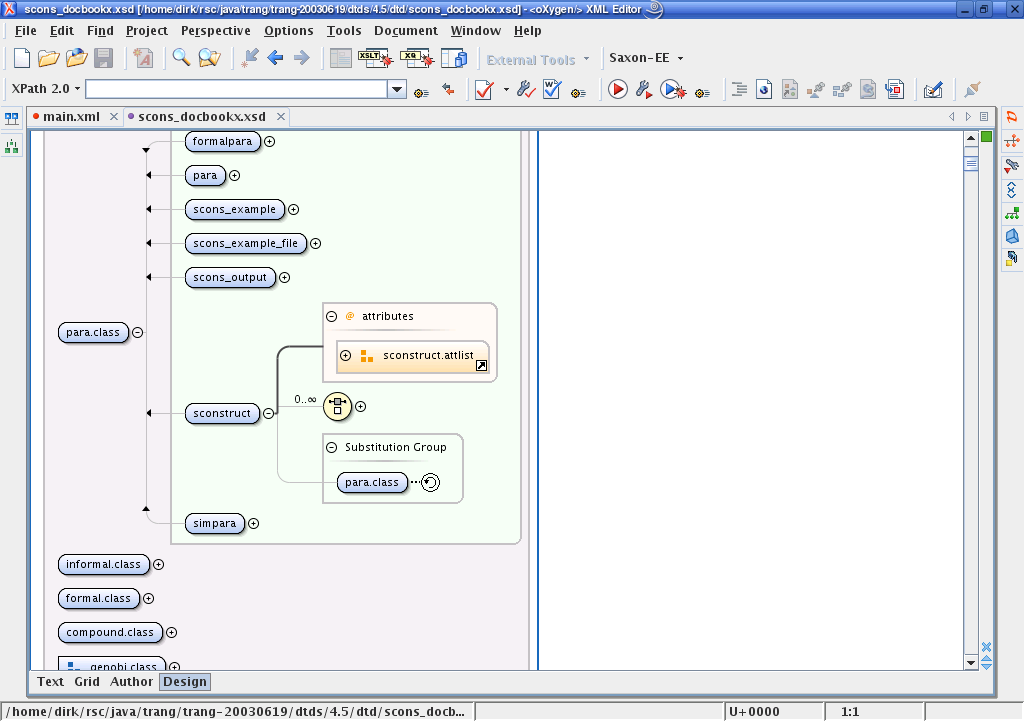 scons_docbookx.xsd [/home/dirk/rsc/java/trang/trang-20030619/dtds/4.5/dtd/scons_docbookx.xsd] - <oXygen/> XML Editor
File Edit Find Project Perspective Options Tools Document Window Help
XSLT XQ External Tools Saxon-EE
XPath 2.0
main.xml scons_docbookx.xsd
formalpara
para
scons_example
scons_example_file
scons_output
attributes
para.class
sconstruct.attlist
0..∞
sconstruct
Substitution Group
para.class
simpara
informal.class
formal.class
compound.class
genobj.class
Text Grid Author Design
/home/dirk/rsc/java/trang/trang-20030619/dtds/4.5/dtd/scons_docb... U+0000 1:1